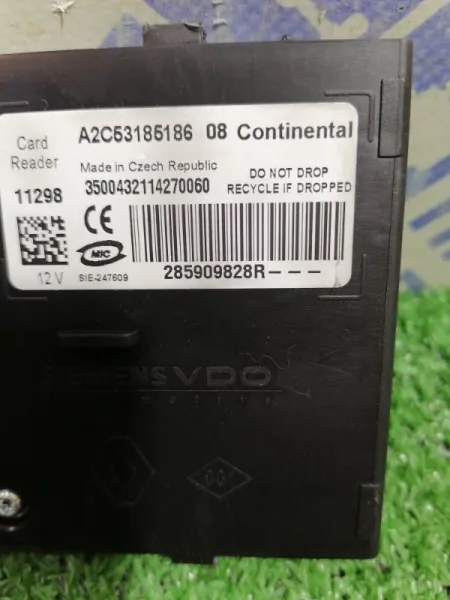 Card Reader A2C53185186 08 Continental
Made in Czech Republic
11298 3500432114270060
DO NOT DROP
RECYCLE IF DROPPED
CE
MIC
12 V SIE-247609
285909828R---
SIEMENS VDO